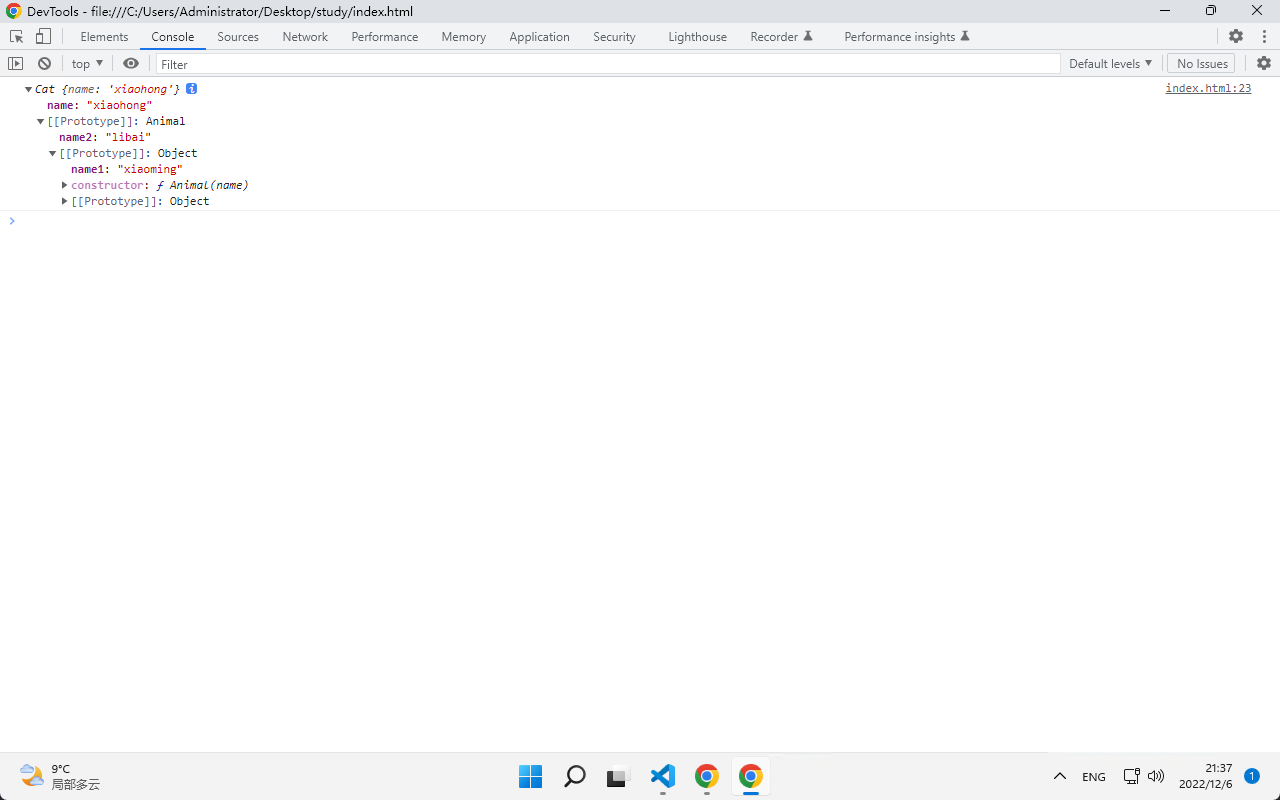 DevTools - file:///C:/Users/Administrator/Desktop/study/index.html
Elements Console Sources Network Performance Memory Application Security Lighthouse Recorder Performance insights
top Filter Default levels No Issues
Cat {name: 'xiaohong'} i index.html:23
name: "xiaohong"
[[Prototype]]: Animal
name2: "libai"
[[Prototype]]: Object
name1: "xiaoming"
constructor: ƒ Animal(name)
[[Prototype]]: Object
9°C
局部多云
ENG
21:37
2022/12/6
1